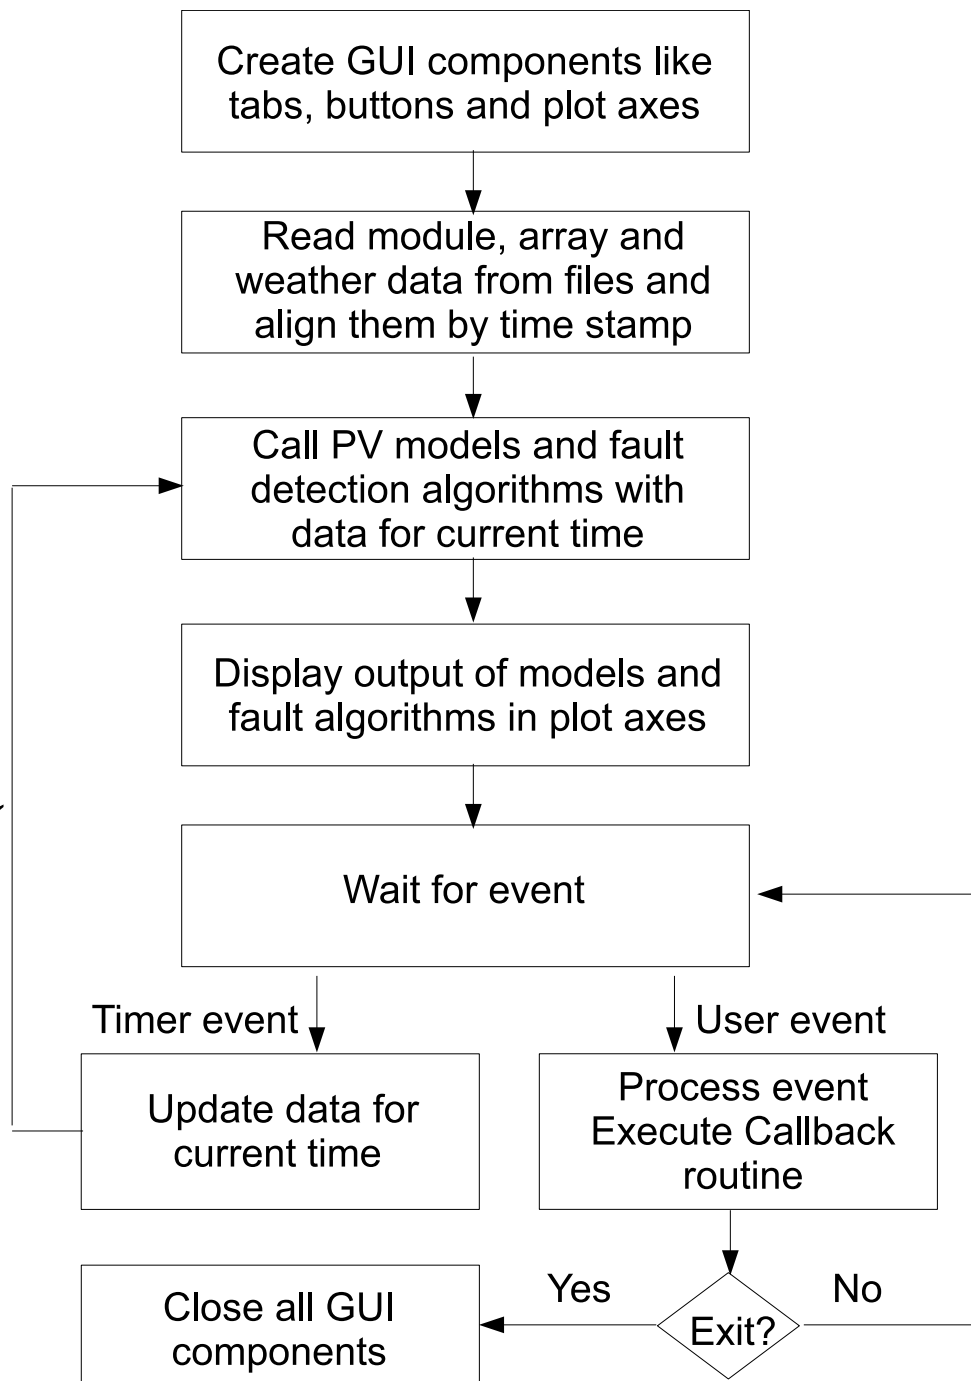 Create GUI components like
tabs, buttons and plot axes
Read module, array and
weather data from files and
align them by time stamp
Call PV models and fault
detection algorithms with
data for current time
Display output of models and
fault algorithms in plot axes
Wait for event
Timer event
User event
Update data for
current time
Process event
Execute Callback
routine
Yes
No
Exit?
Close all GUI
components